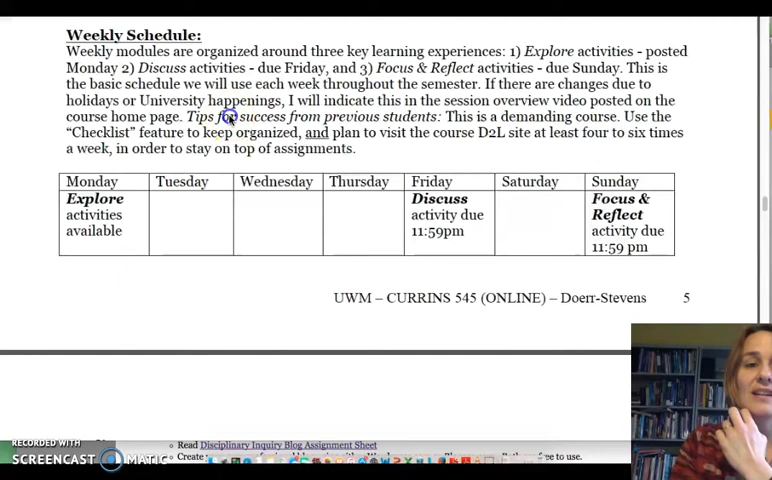 Weekly Schedule:
Weekly modules are organized around three key learning experiences: 1) Explore activities - posted
Monday 2) Discuss activities - due Friday, and 3) Focus & Reflect activities - due Sunday. This is
the basic schedule we will use each week throughout the semester. If there are changes due to
holidays or University happenings, I will indicate this in the session overview video posted on the
course home page. Tips for success from previous students: This is a demanding course. Use the
“Checklist” feature to keep organized, and plan to visit the course D2L site at least four to six times
a week, in order to stay on top of assignments.
Monday Tuesday Wednesday Thursday Friday Saturday Sunday
Explore
activities
available
Discuss
activity due
11:59pm
Focus &
Reflect
activity due
11:59 pm
UWM – CURRINS 545 (ONLINE) – Doerr-Stevens 5
Read Disciplinary Inquiry Blog Assignment Sheet
Create
free to use.
RECORDED WITH
SCREENCAST MATIC